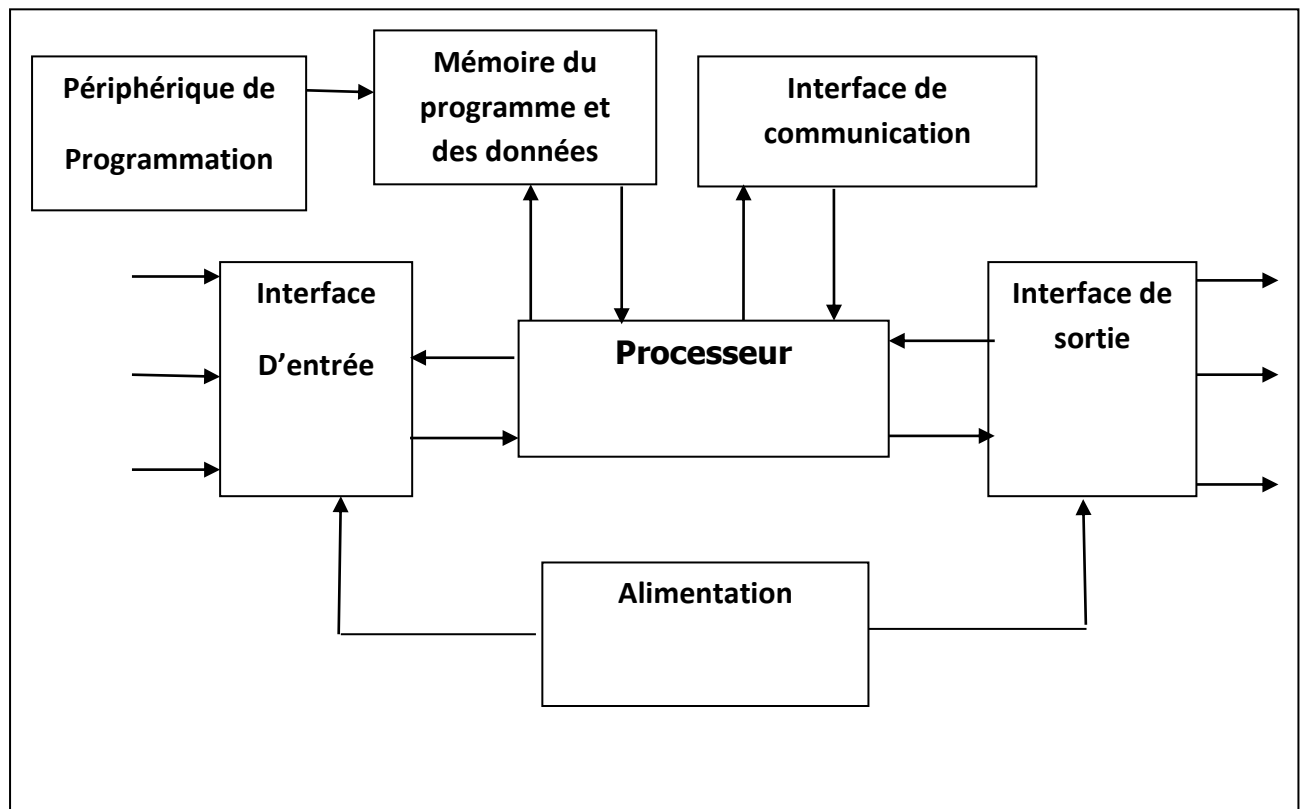 Périphérique de
Programmation
Mémoire du
programme et
des données
Interface de
communication
Interface
D’entrée
Processeur
Interface de
sortie
Alimentation